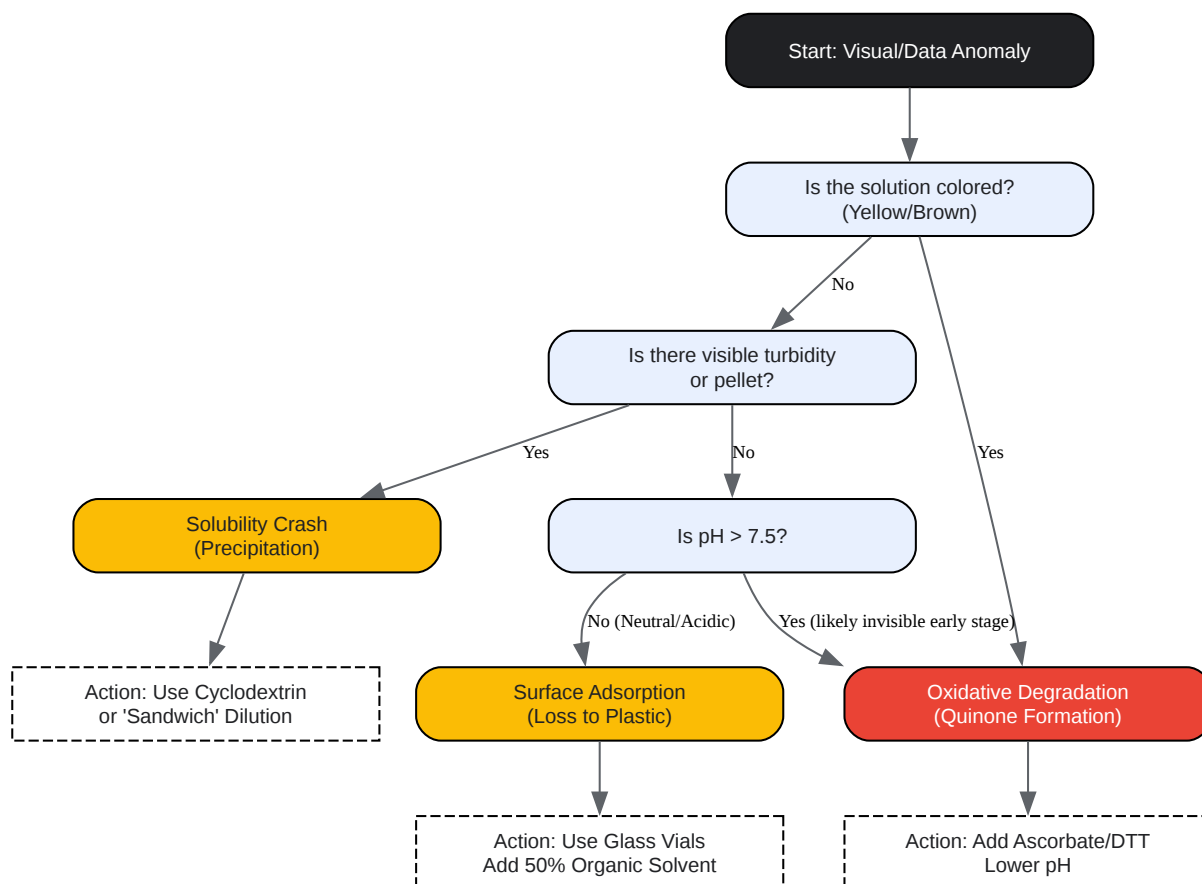 Start: Visual/Data Anomaly
Is the solution colored?
(Yellow/Brown)
No
Is there visible turbidity
or pellet?
Yes
No
Yes
Solubility Crash
(Precipitation)
Is pH > 7.5?
No (Neutral/Acidic)
Yes (likely invisible early stage)
Action: Use Cyclodextrin
or 'Sandwich' Dilution
Surface Adsorption
(Loss to Plastic)
Oxidative Degradation
(Quinone Formation)
Action: Use Glass Vials
Add 50% Organic Solvent
Action: Add Ascorbate/DTT
Lower pH